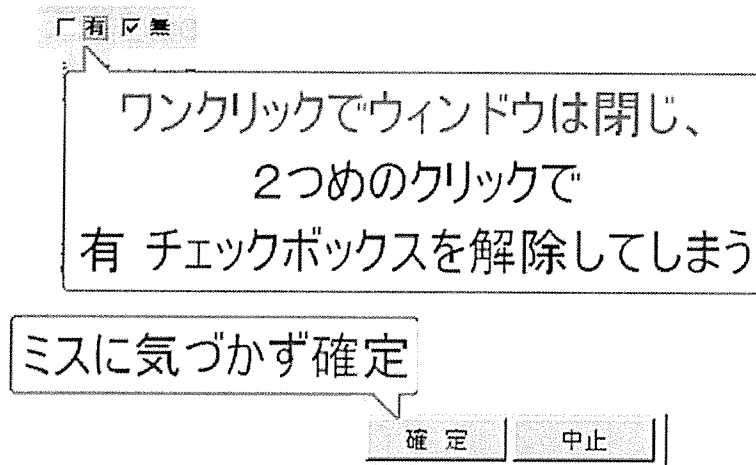 有 無
ワンクリックでウィンドウは閉じ、
２つめのクリックで
有 チェックボックスを解除してしまう
ミスに気づかず確定
確 定 中止